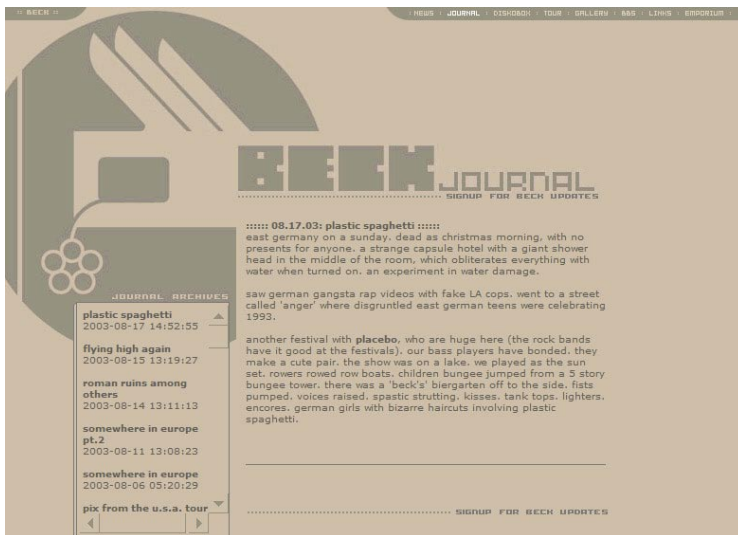 :: BECK ::
· NEWS · JOURNAL · DISKOBOX · TOUR · GALLERY · BBS · LINKS · EMPORIUM ·
BECK JOURNAL
SIGNUP FOR BECK UPDATES
:::::: 08.17.03: plastic spaghetti ::::::
east germany on a sunday. dead as christmas morning, with no
presents for anyone. a strange capsule hotel with a giant shower
head in the middle of the room, which obliterates everything with
water when turned on. an experiment in water damage.
saw german gangsta rap videos with fake LA cops. went to a street
called 'anger' where disgruntled east german teens were celebrating
1993.
another festival with placebo, who are huge here (the rock bands
have it good at the festivals). our bass players have bonded. they
make a cute pair. the show was on a lake. we played as the sun
set. rowers rowed row boats. children bungee jumped from a 5 story
bungee tower. there was a 'beck's' biergarten off to the side. fists
pumped. voices raised. spastic strutting. kisses. tank tops. lighters.
encores. german girls with bizarre haircuts involving plastic
spaghetti.
JOURNAL ARCHIVES
plastic spaghetti
2003-08-17 14:52:55
flying high again
2003-08-15 13:19:27
roman ruins among
others
2003-08-14 13:11:13
somewhere in europe
pt.2
2003-08-11 13:08:23
somewhere in europe
2003-08-06 05:20:29
pix from the u.s.a. tour
SIGNUP FOR BECK UPDATES